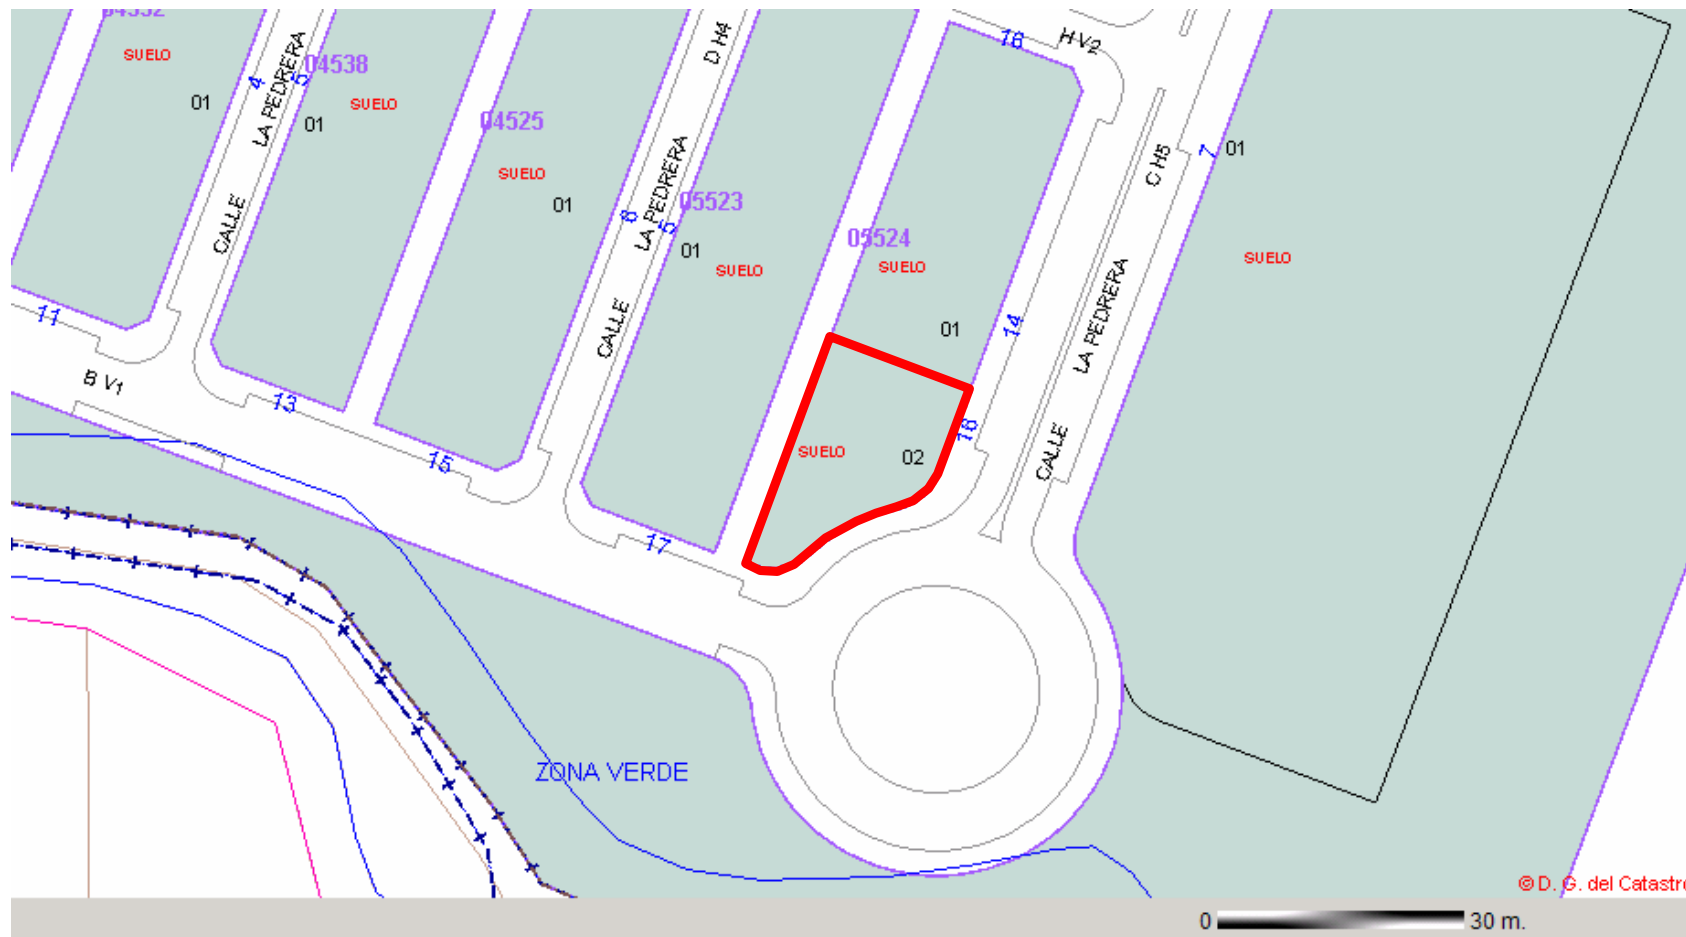 SUELO
04538
4
5
LA PEDRERA
CALLE
01
01
SUELO
D H4
16
H V2
04525
SUELO
01
8
5
LA PEDRERA
CALLE
05523
01
SUELO
05524
SUELO
01
14
C H5
LA PEDRERA
CALLE
7
01
SUELO
11
B V1
13
15
17
SUELO
02
16
ZONA VERDE
© D. G. del Catastro
0
30 m.